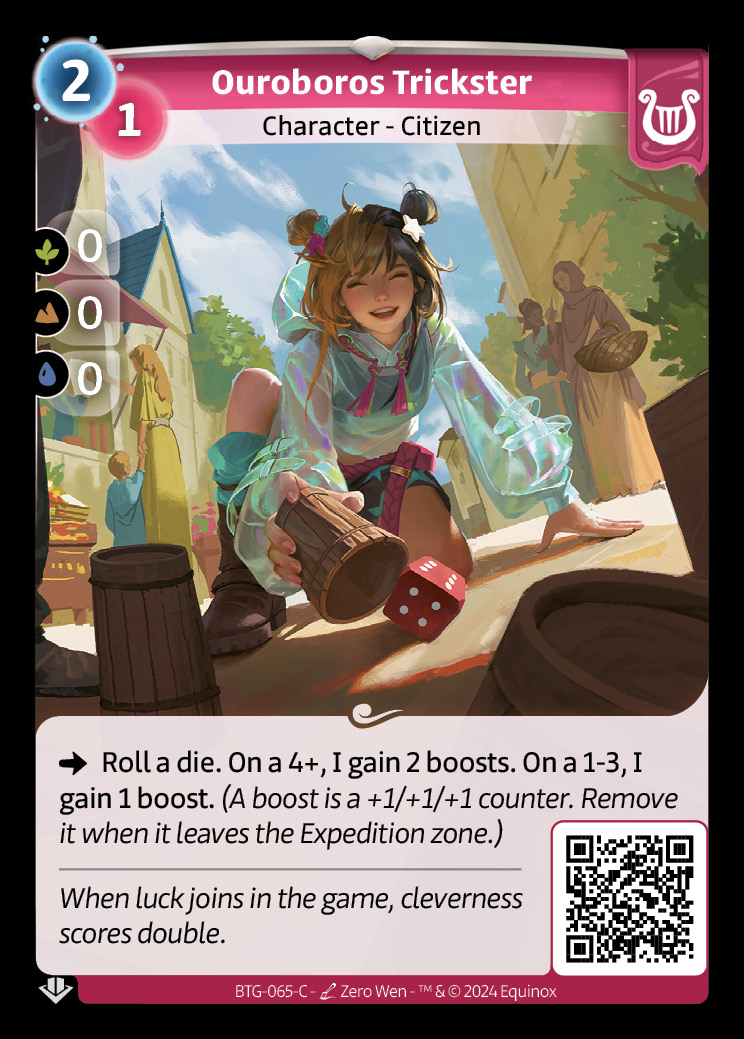 2
Ouroboros Trickster
1
Character - Citizen
0
0
0
Roll a die. On a 4+, I gain 2 boosts. On a 1-3, I
gain 1 boost. (A boost is a +1/+1/+1 counter. Remove
it when it leaves the Expedition zone.)
When luck joins in the game, cleverness
scores double.
BTG-065-C - Zero Wen - ™ & © 2024 Equinox